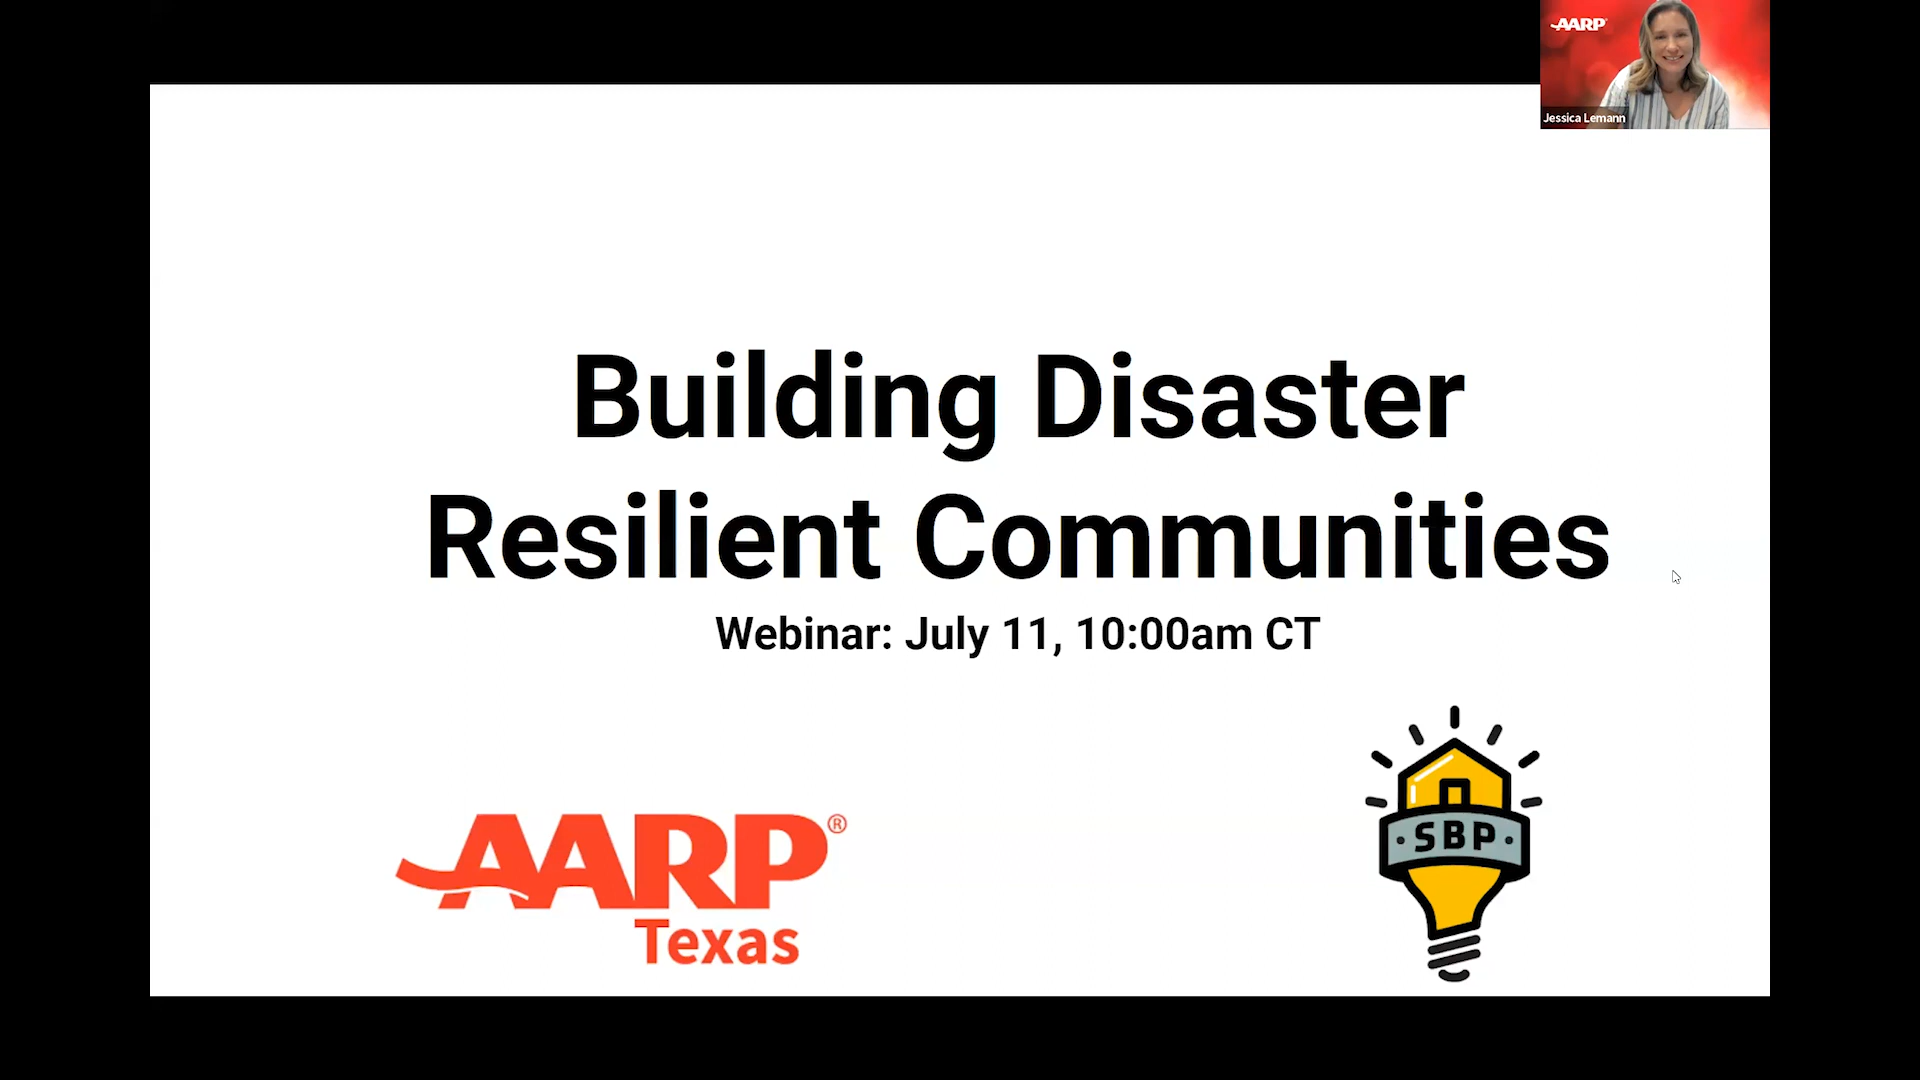 AARP
Jessica Lemann
Building Disaster
Resilient Communities
Webinar: July 11, 10:00am CT
AARP®
Texas
· SBP ·